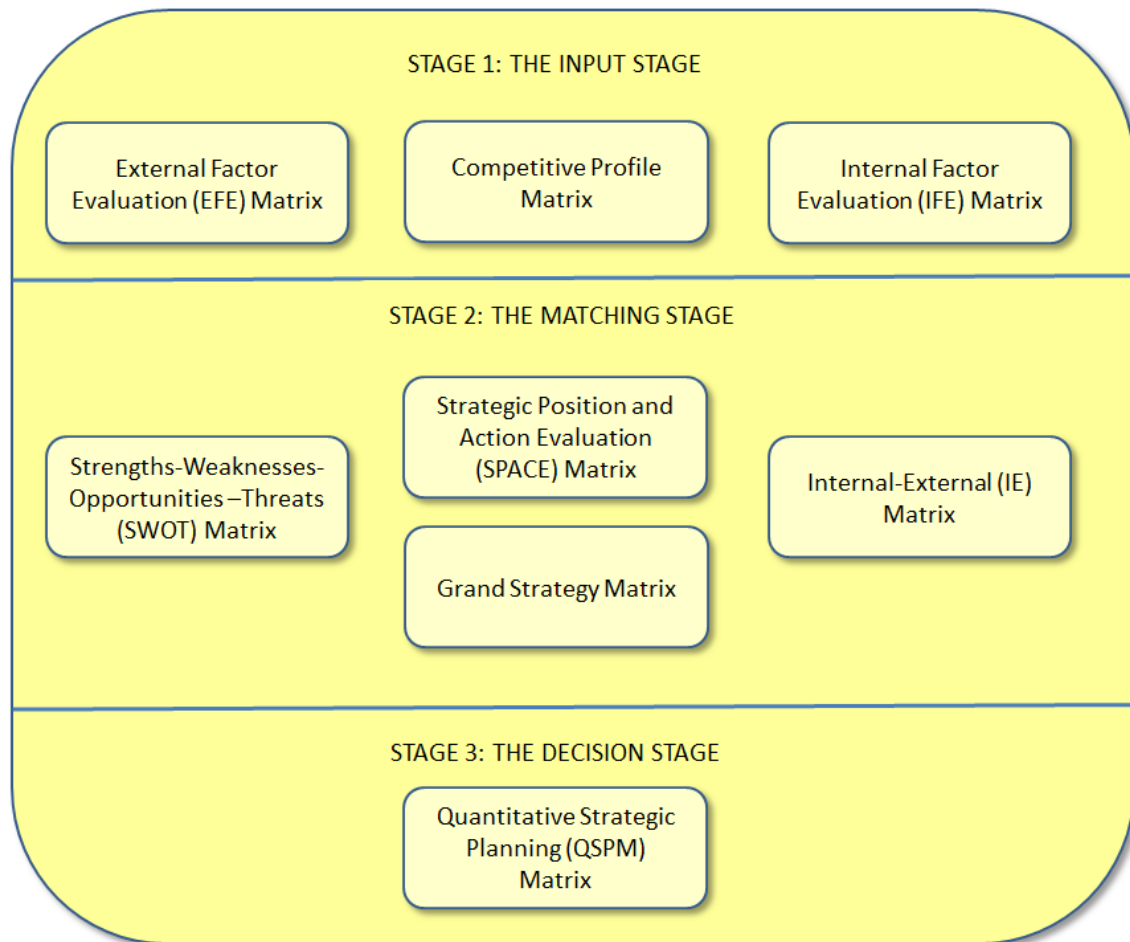 STAGE 1: THE INPUT STAGE
External Factor
Evaluation (EFE) Matrix
Competitive Profile
Matrix
Internal Factor
Evaluation (IFE) Matrix
STAGE 2: THE MATCHING STAGE
Strengths-Weaknesses-
Opportunities –Threats
(SWOT) Matrix
Strategic Position and
Action Evaluation
(SPACE) Matrix
Grand Strategy Matrix
Internal-External (IE)
Matrix
STAGE 3: THE DECISION STAGE
Quantitative Strategic
Planning (QSPM)
Matrix